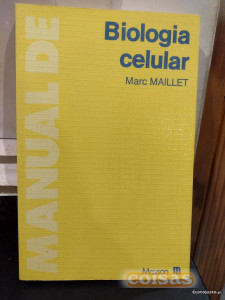 MANUAL DE
Biologia
celular
Marc MAILLET
Masson
coisas